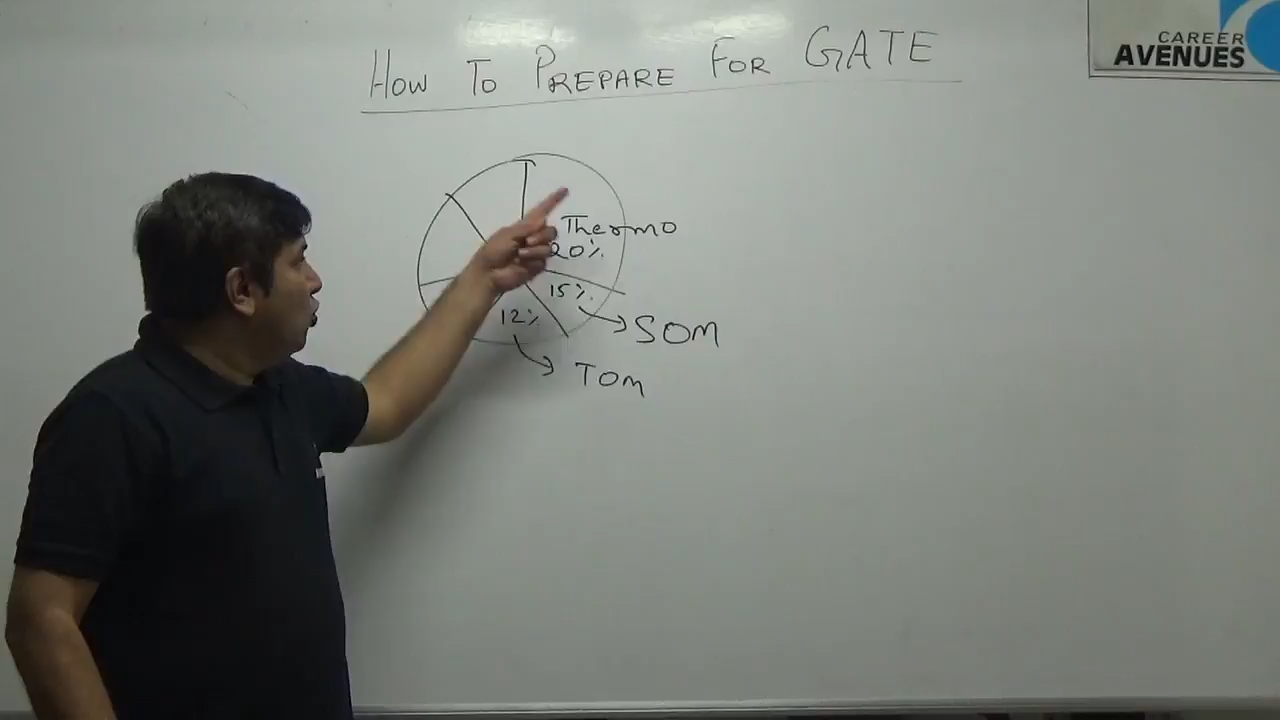 How To PREPARE FOR GATE
CAREER
AVENUES
Thermo
20%
15%
12%
SOM
TOM